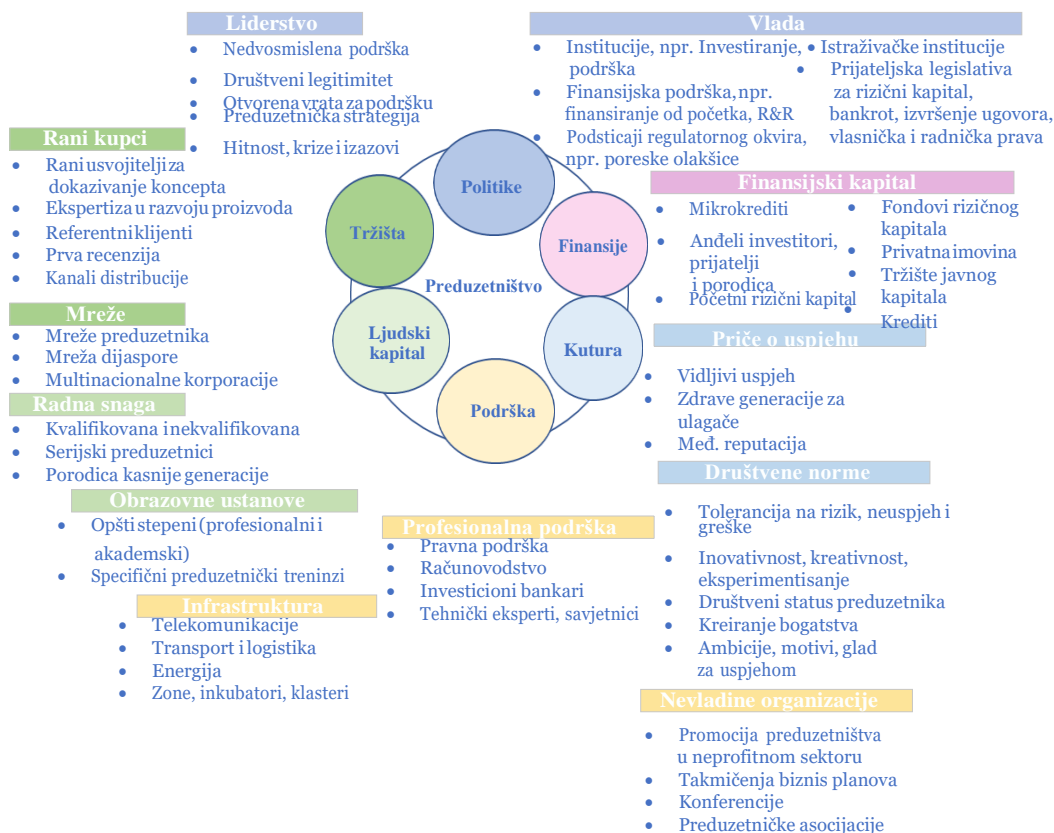 Liderstvo
• Nedvosmislena podrška
• Društveni legitimitet
• Otvorena vrata za podršku
• Preduzetnička strategija
• Hitnost, krize i izazovi
Vlada
• Institucije, npr. Investiranje,
podrška
• Finansijska podrška, npr.
finansiranje od početka, R&R
• Podsticaji regulatornog okvira,
npr. poreske olakšice
• Istraživačke institucije
• Prijateljska legislativa
za rizični kapital,
bankrot, izvršenje ugovora,
vlasnička i radnička prava
Rani kupci
• Rani usvojitelji za
dokazivanje koncepta
• Ekspertiza u razvoju proizvoda
• Referentni klijenti
• Prva recenzija
• Kanali distribucije
Politike
Tržišta
Finansije
Preduzetništvo
Ljudski
kapital
Kutura
Podrška
Finansijski kapital
• Mikrokrediti
• Anđeli investitori,
prijatelji
i porodica
• Početni rizični kapital
• Fondovi rizičnog
kapitala
• Privatna imovina
• Tržište javnog
kapitala
• Krediti
Mreže
• Mreže preduzetnika
• Mreža dijaspore
• Multinacionalne korporacije
Priče o uspjehu
• Vidljivi uspjeh
• Zdrave generacije za
ulagače
• Međ. reputacija
Radna snaga
• Kvalifikovana i nekvalifikovana
• Serijski preduzetnici
• Porodica kasnije generacije
Društvene norme
• Tolerancija na rizik, neuspjeh i
greške
• Inovativnost, kreativnost,
eksperimentisanje
• Društveni status preduzetnika
• Kreiranje bogatstva
• Ambicije, motivi, glad
za uspjehom
Obrazovne ustanove
• Opšti stepeni (profesionalni i
akademski)
• Specifični preduzetnički treninzi
Profesionalna podrška
• Pravna podrška
• Računovodstvo
• Investicioni bankari
• Tehnički eksperti, savjetnici
Infrastruktura
• Telekomunikacije
• Transport i logistika
• Energija
• Zone, inkubatori, klasteri
Nevladine organizacije
• Promocija preduzetništva
u neprofitnom sektoru
• Takmičenja biznis planova
• Konferencije
• Preduzetničke asocijacije